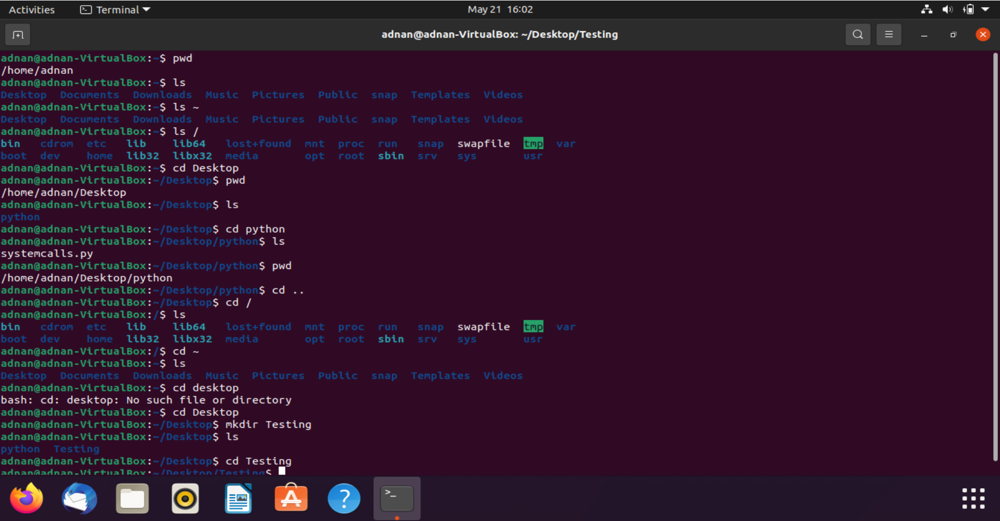 Activities Terminal May 21 16:02
adnan@adnan-VirtualBox: ~/Desktop/Testing
adnan@adnan-VirtualBox:~$ pwd
/home/adnan
adnan@adnan-VirtualBox:~$ ls
Desktop Documents Downloads Music Pictures Public snap Templates Videos
adnan@adnan-VirtualBox:~$ ls ~
Desktop Documents Downloads Music Pictures Public snap Templates Videos
adnan@adnan-VirtualBox:~$ ls /
bin cdrom etc lib lib64 lost+found mnt proc run snap swapfile tmp var
boot dev home lib32 libx32 media opt root sbin srv sys usr
adnan@adnan-VirtualBox:~$ cd Desktop
adnan@adnan-VirtualBox:~/Desktop$ pwd
/home/adnan/Desktop
adnan@adnan-VirtualBox:~/Desktop$ ls
python
adnan@adnan-VirtualBox:~/Desktop$ cd python
adnan@adnan-VirtualBox:~/Desktop/python$ ls
systemcalls.py
adnan@adnan-VirtualBox:~/Desktop/python$ pwd
/home/adnan/Desktop/python
adnan@adnan-VirtualBox:~/Desktop/python$ cd ..
adnan@adnan-VirtualBox:~/Desktop$ cd /
adnan@adnan-VirtualBox:/$ ls
bin cdrom etc lib lib64 lost+found mnt proc run snap swapfile tmp var
boot dev home lib32 libx32 media opt root sbin srv sys usr
adnan@adnan-VirtualBox:/$ cd ~
adnan@adnan-VirtualBox:~$ ls
Desktop Documents Downloads Music Pictures Public snap Templates Videos
adnan@adnan-VirtualBox:~$ cd desktop
bash: cd: desktop: No such file or directory
adnan@adnan-VirtualBox:~$ cd Desktop
adnan@adnan-VirtualBox:~/Desktop$ mkdir Testing
adnan@adnan-VirtualBox:~/Desktop$ ls
python Testing
adnan@adnan-VirtualBox:~/Desktop$ cd Testing
adnan@adnan-VirtualBox:~/Desktop/Testing$